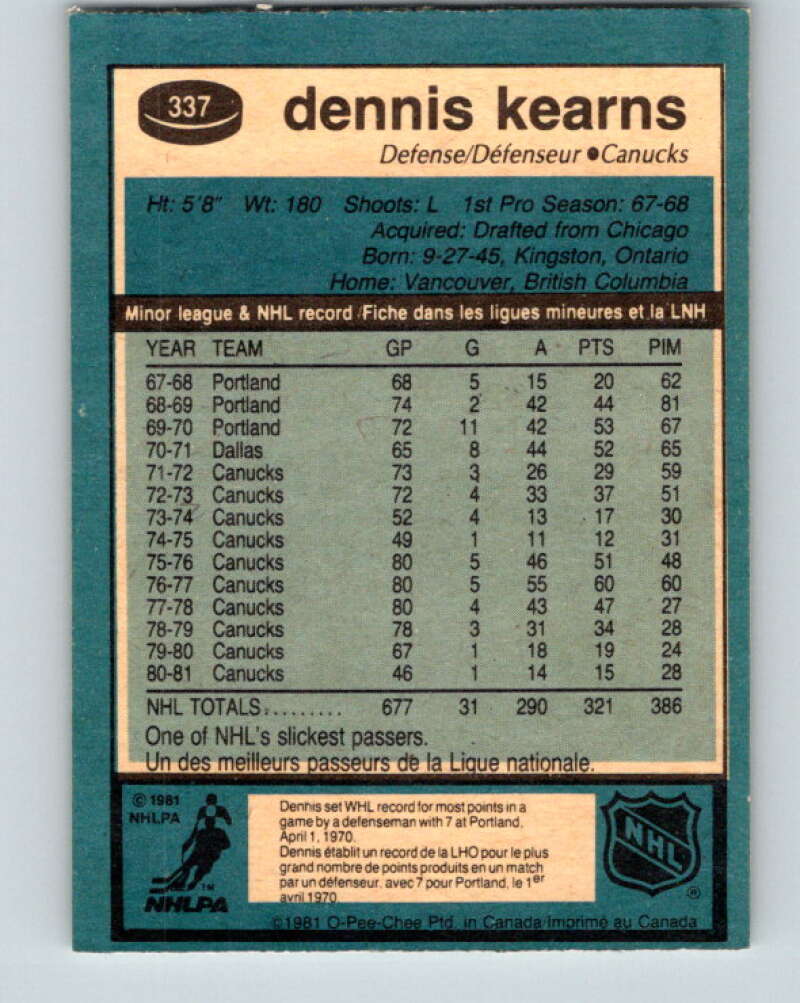 337
dennis kearns
Defense/Défenseur ●Canucks
Ht: 5'8" Wt: 180 Shoots: L 1st Pro Season: 67-68
Acquired: Drafted from Chicago
Born: 9-27-45, Kingston, Ontario
Home: Vancouver, British Columbia
Minor league & NHL record/Fiche dans les ligues mineures et la LNH
YEAR TEAM GP G A PTS PIM
67-68 Portland 68 5 15 20 62
68-69 Portland 74 2 42 44 81
69-70 Portland 72 11 42 53 67
70-71 Dallas 65 8 44 52 65
71-72 Canucks 73 3 26 29 59
72-73 Canucks 72 4 33 37 51
73-74 Canucks 52 4 13 17 30
74-75 Canucks 49 1 11 12 31
75-76 Canucks 80 5 46 51 48
76-77 Canucks 80 5 55 60 60
77-78 Canucks 80 4 43 47 27
78-79 Canucks 78 3 31 34 28
79-80 Canucks 67 1 18 19 24
80-81 Canucks 46 1 14 15 28
NHL TOTALS.......... 677 31 290 321 386
One of NHL's slickest passers.
Un des meilleurs passeurs de la Ligue nationale.
© 1981
NHLPA
TM
NHLPA
Dennis set WHL record for most points in a
game by a defenseman with 7 at Portland,
April 1, 1970.
Dennis établit un record de la LHO pour le plus
grand nombre de points produits en un match
par un défenseur, avec 7 pour Portland, le 1er
avril 1970
NHL
®
©1981 O-Pee-Chee Ptd. in Canada/Imprimé au Canada